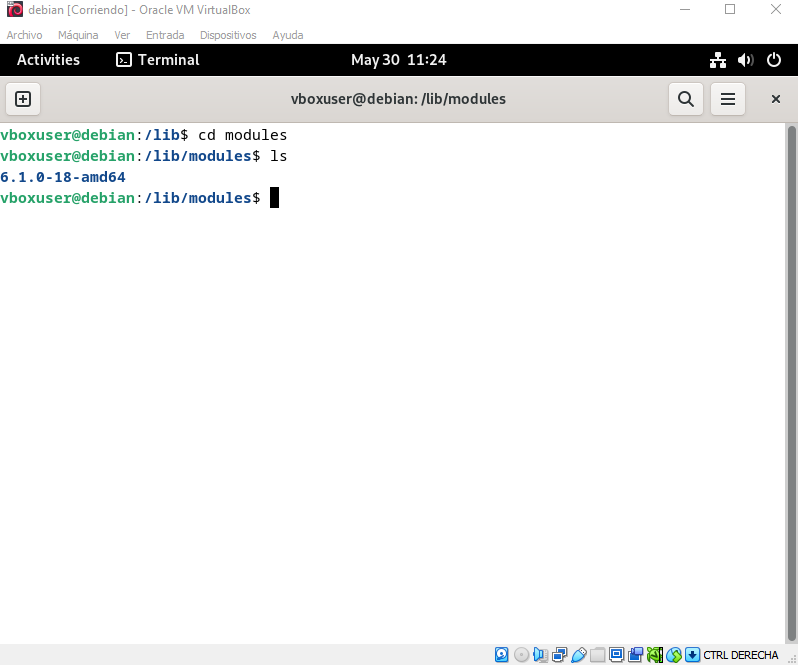 debian [Corriendo] - Oracle VM VirtualBox
Archivo Máquina Ver Entrada Dispositivos Ayuda
Activities Terminal May 30 11:24
vboxuser@debian: /lib/modules
vboxuser@debian:/lib$ cd modules
vboxuser@debian:/lib/modules$ ls
6.1.0-18-amd64
vboxuser@debian:/lib/modules$
CTRL DERECHA